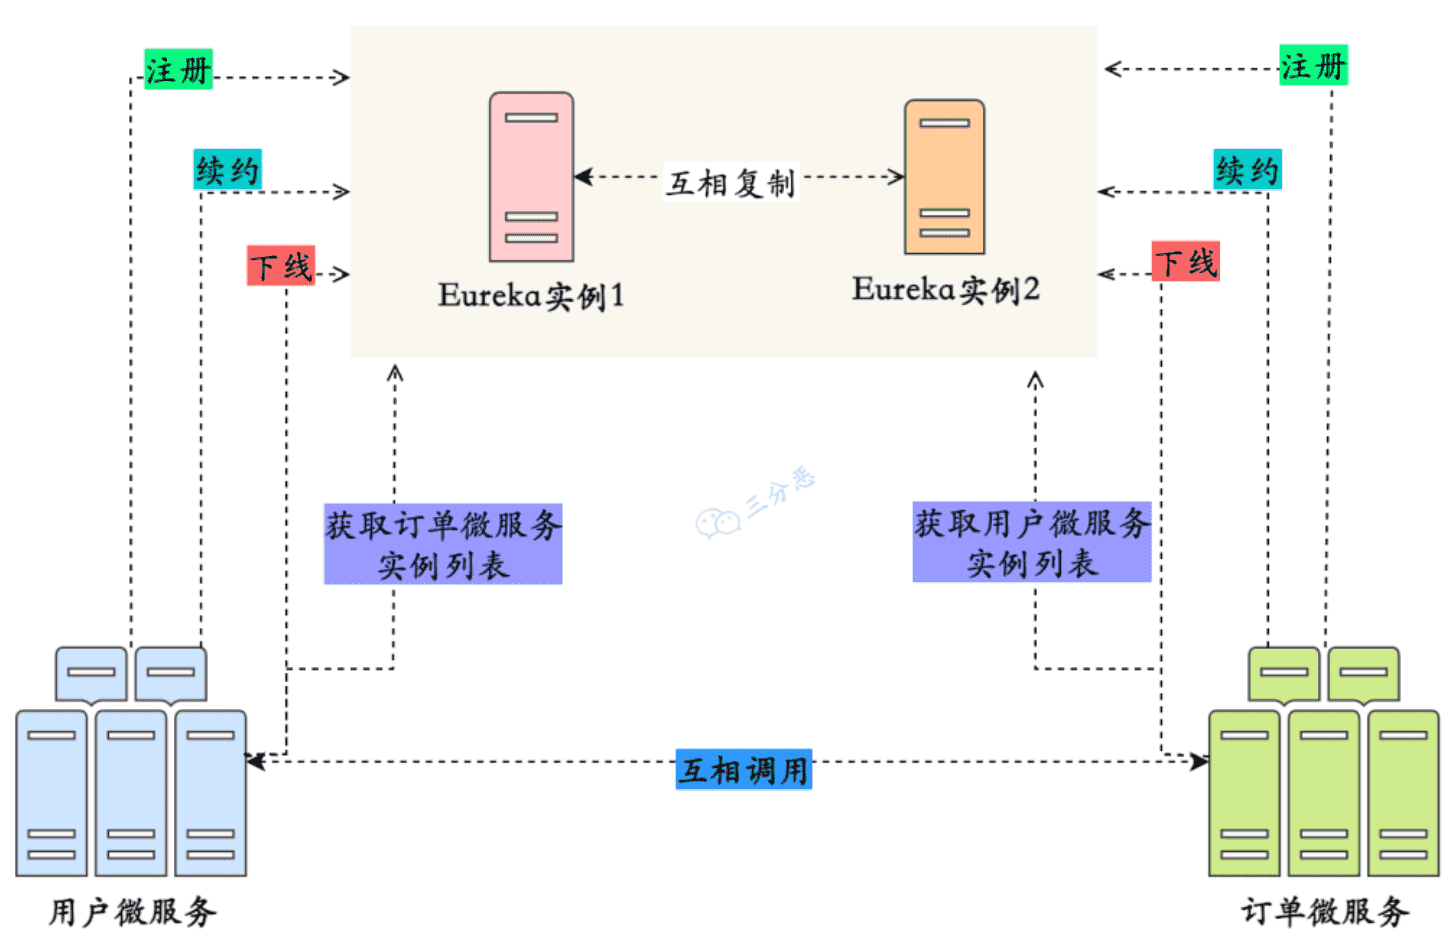 注册
注册
续约
互相复制
续约
下线
下线
Eureka实例1
Eureka实例2
三分恶
获取订单微服务
实例列表
获取用户微服务
实例列表
互相调用
用户微服务
订单微服务